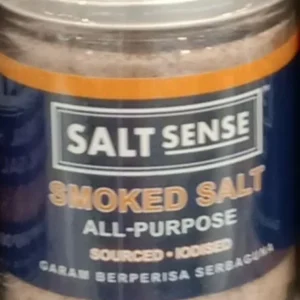 SALT SENSE
SMOKED SALT
ALL-PURPOSE
SOURCED • IODISED
GARAM BERPERISA SERBAGUNA